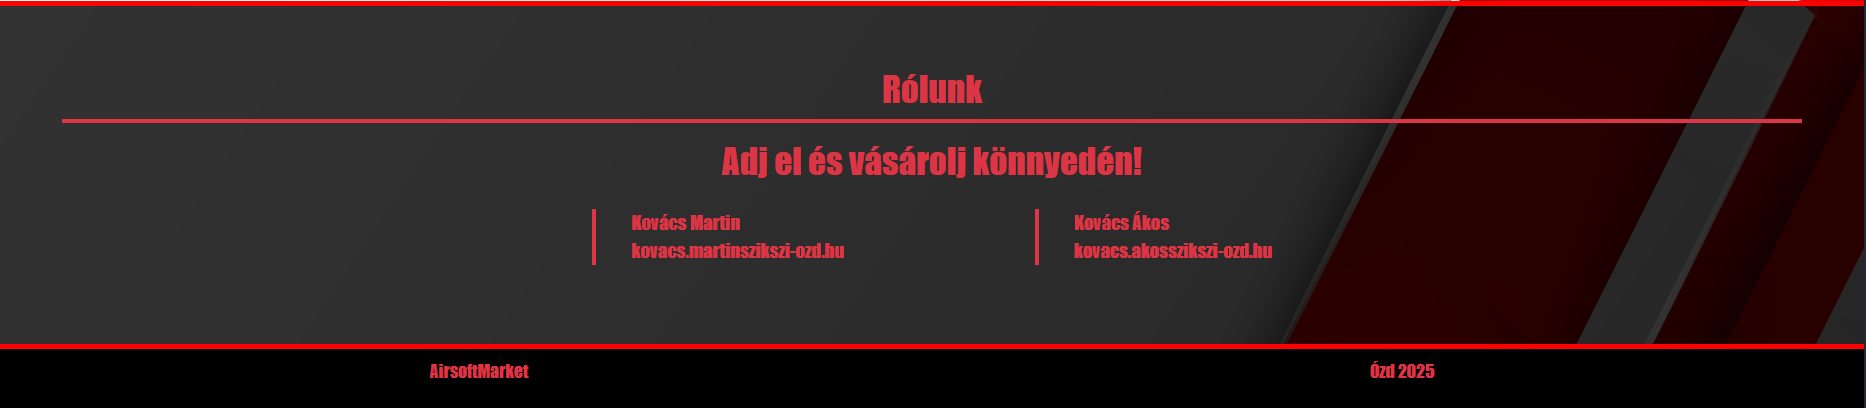 Rólunk
Adj el és vásárolj könnyedén!
Kovács Martin
kovacs.martinszikszi-ozd.hu
Kovács Ákos
kovacs.akosszikszi-ozd.hu
AirsoftMarket
Ózd 2025